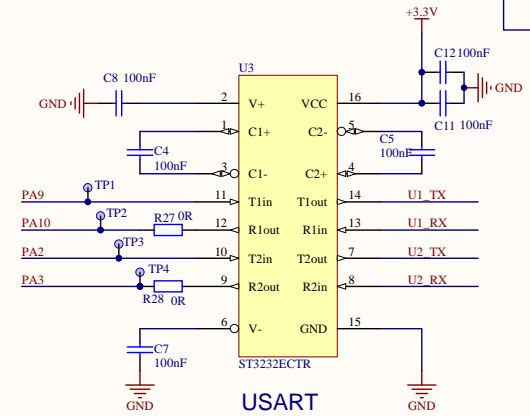 +3.3V
C12 100nF
GND
C11 100nF
U3
C8 100nF
GND
2 V+ VCC 16
1 C1+ C2- 5
C4
100nF
C5
100nF
3 C1- C2+ 4
PA9 TP1 11 T1in T1out 14 U1_TX
PA10 TP2 R27 0R 12 R1out R1in 13 U1_RX
PA2 TP3 10 T2in T2out 7 U2_TX
PA3 TP4 R28 0R 9 R2out R2in 8 U2_RX
6 V- GND 15
C7
100nF
ST3232ECTR
GND
USART
GND